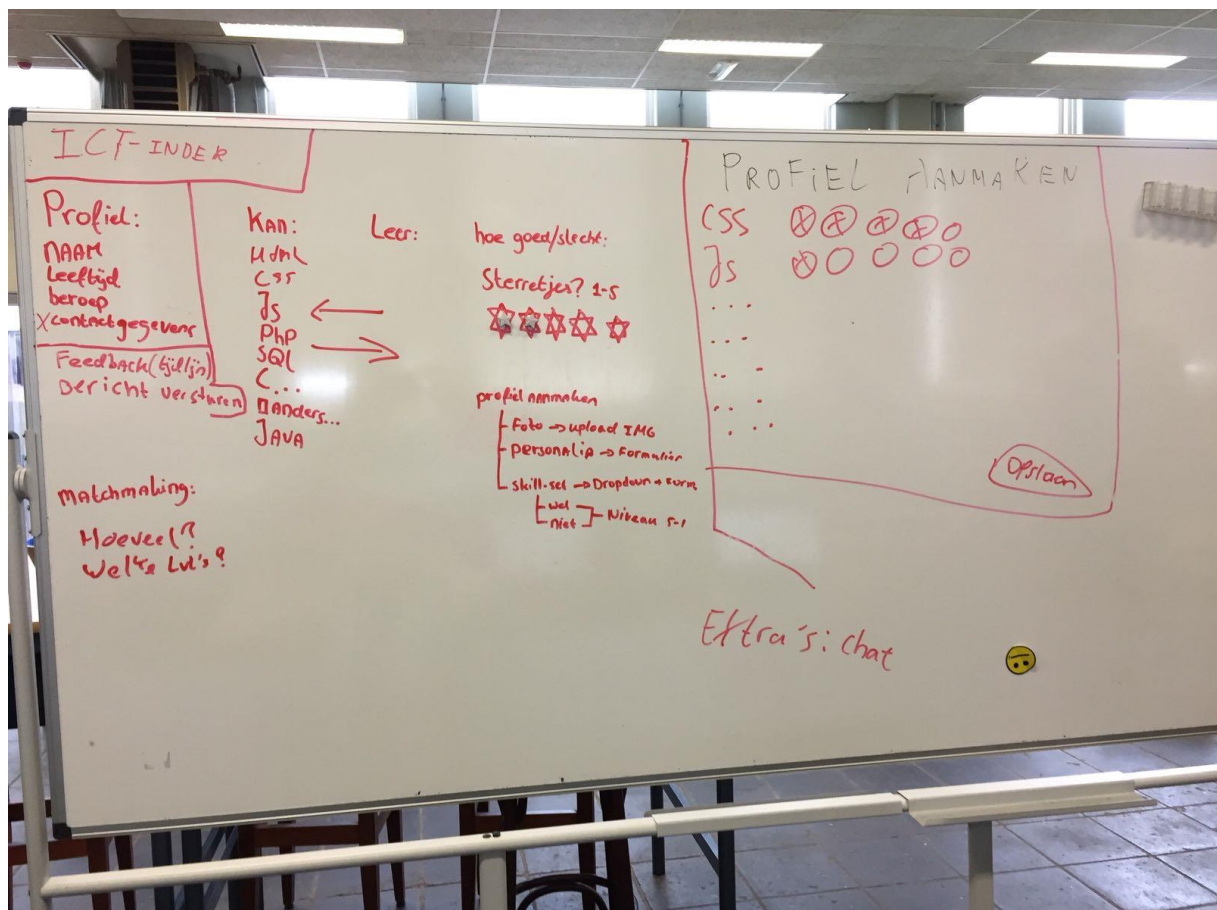 ICT-INDER
Profiel:
NAAM
Leeftijd
beroep
X contactgegevens
Feedback (tijdlijn)
Bericht versturen
Kan:
Html
CSS
Js
PhP
SQL
C...
Anders...
JAVA
Leer:
hoe goed/slecht:
Sterretjes? 1-5
profiel aanmaken
Foto → upload IMG
personalia → Formulier
skill-set → Dropdown + Form
wel
niet
Niveau 5-1
matchmaking:
Hoeveel?
Welke Lvl's?
PROFIEL AANMAKEN
CSS
Js
...
...
.. .
.. .
. . .
Opslaan
Extra's: chat